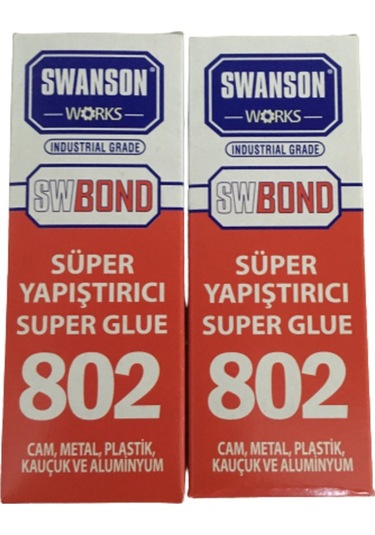 SWANSON®
WORKS
INDUSTRIAL GRADE
SWBOND
SÜPER
YAPIŞTIRICI
SUPER GLUE
802
CAM, METAL, PLASTİK,
KAUÇUK VE ALUMİNYUM
SWANSON®
WORKS
INDUSTRIAL GRADE
SWBOND
SÜPER
YAPIŞTIRICI
SUPER GLUE
802
CAM, METAL, PLASTİK,
KAUÇUK VE ALUMİNYUM